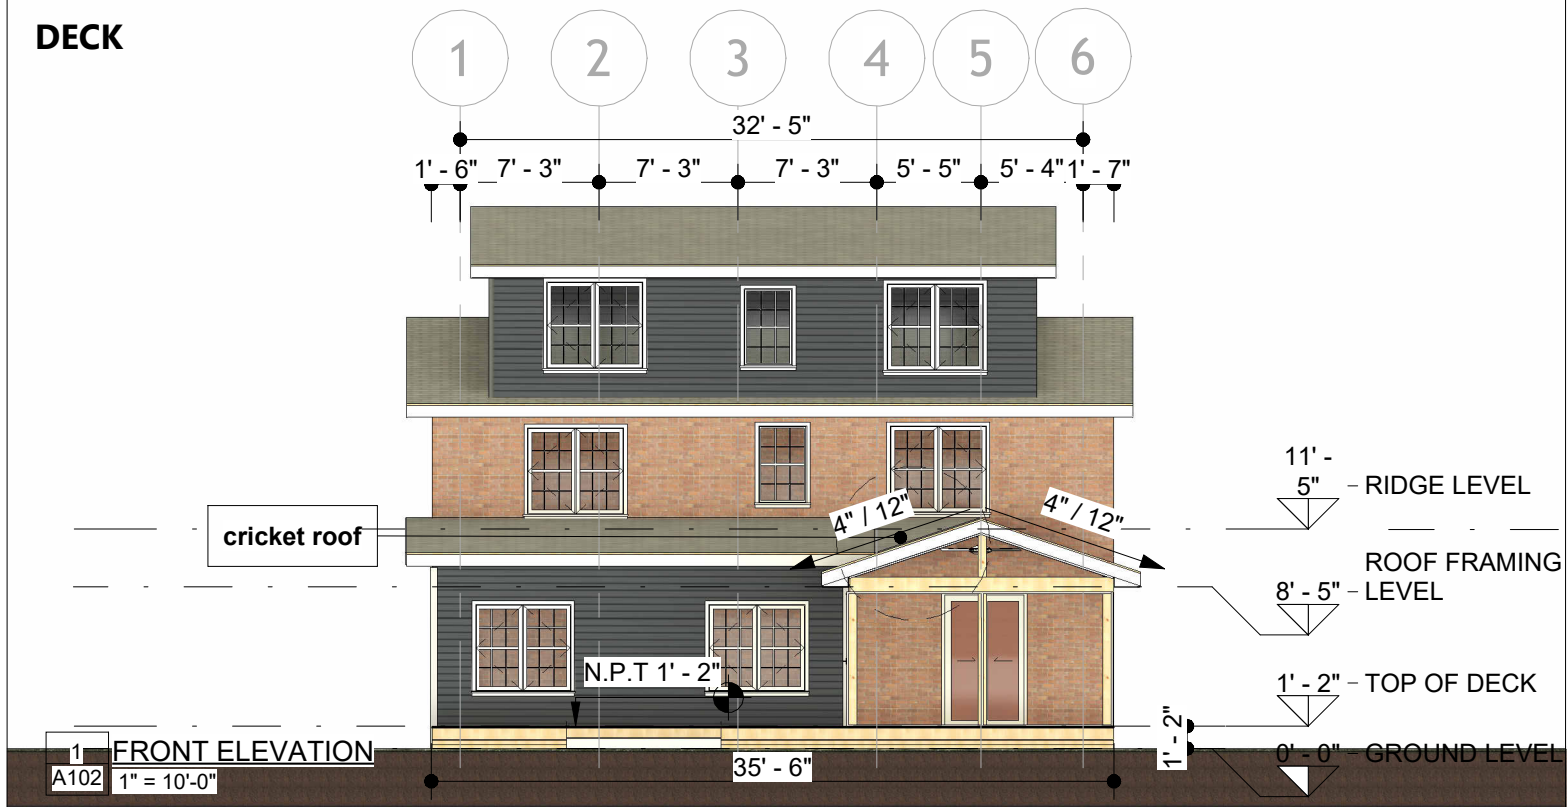 DECK
1 2 3 4 5 6
32' - 5"
1' - 6" 7' - 3" 7' - 3" 7' - 3" 5' - 5" 5' - 4" 1' - 7"
11' -
5" RIDGE LEVEL
4" / 12" 4" / 12"
cricket roof
ROOF FRAMING
8' - 5" LEVEL
N.P.T 1' - 2"
1' - 2" TOP OF DECK
1' - 2"
1 FRONT ELEVATION
0' - 0" GROUND LEVEL
A102 1" = 10'-0"
35' - 6"